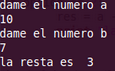 dame el numero a
10
dame el numero b
7
la resta es  3